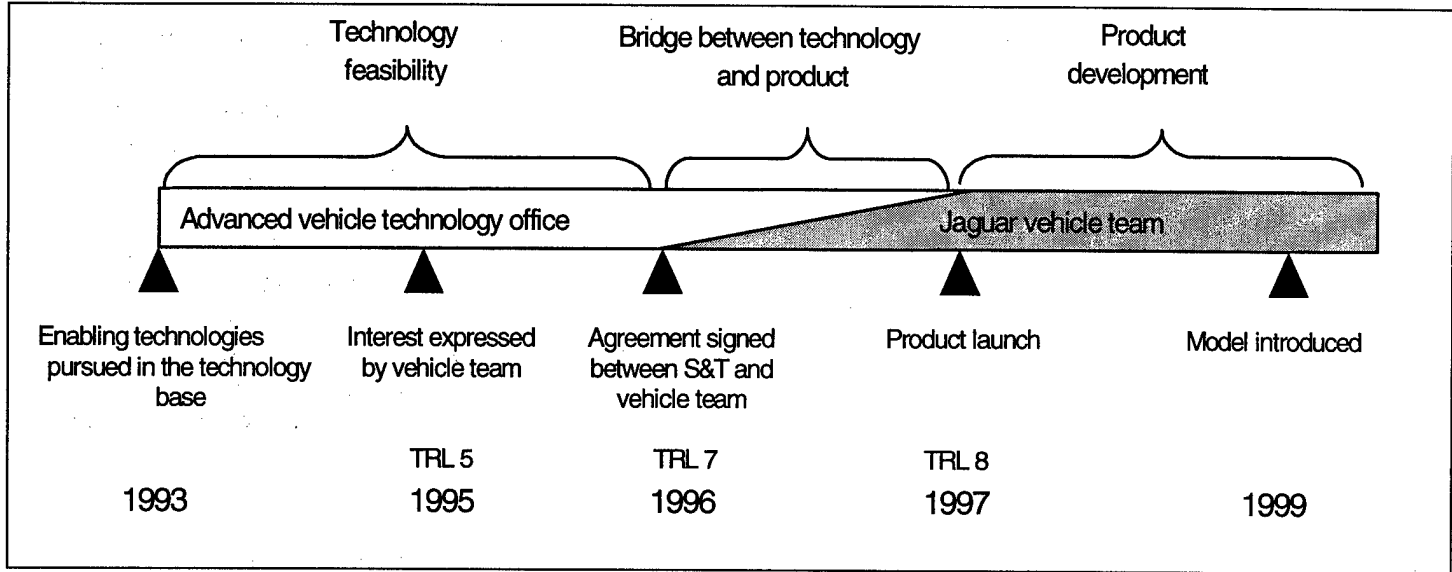 Technology
feasibility
Bridge between technology
and product
Product
development
Advanced vehicle technology office
Jaguar vehicle team
Enabling technologies
pursued in the technology
base
Interest expressed
by vehicle team
Agreement signed
between S&T and
vehicle team
Product launch
Model introduced
TRL 5
TRL 7
TRL 8
1993
1995
1996
1997
1999